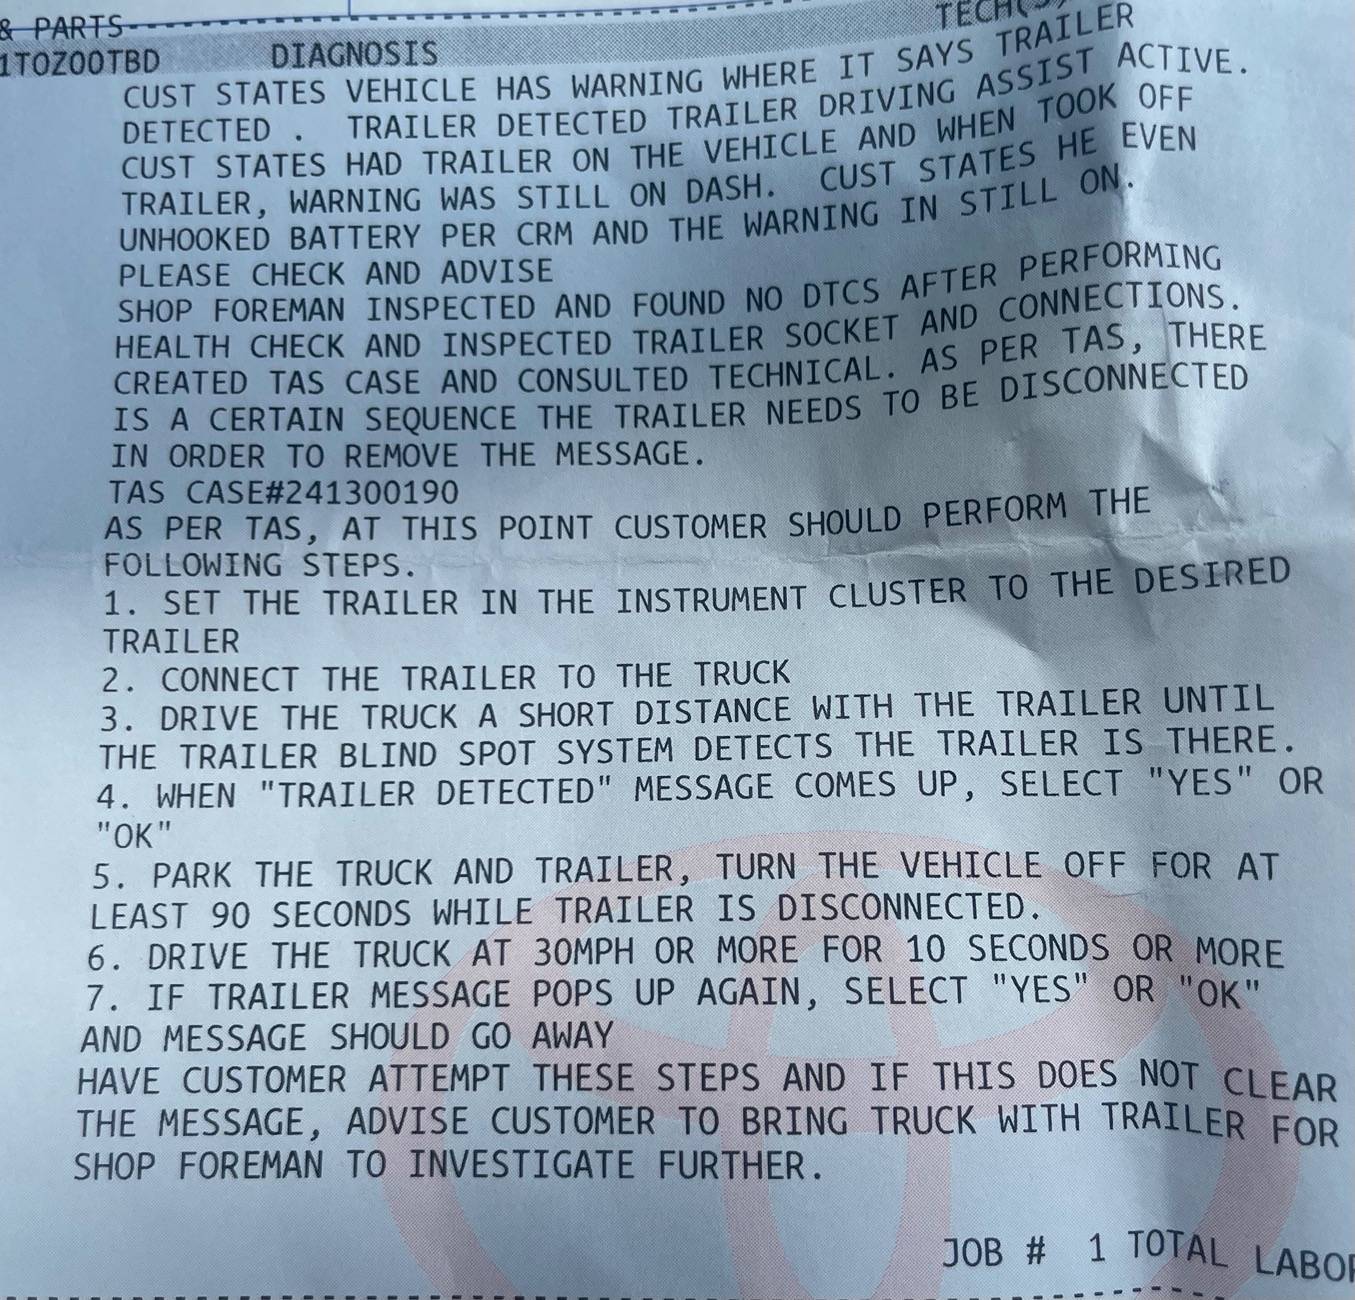 & PARTS
TECH(S)
1TOZ00TBD DIAGNOSIS
CUST STATES VEHICLE HAS WARNING WHERE IT SAYS TRAILER
DETECTED . TRAILER DETECTED TRAILER DRIVING ASSIST ACTIVE.
CUST STATES HAD TRAILER ON THE VEHICLE AND WHEN TOOK OFF
TRAILER, WARNING WAS STILL ON DASH. CUST STATES HE EVEN
UNHOOKED BATTERY PER CRM AND THE WARNING IN STILL ON.
PLEASE CHECK AND ADVISE
SHOP FOREMAN INSPECTED AND FOUND NO DTCS AFTER PERFORMING
HEALTH CHECK AND INSPECTED TRAILER SOCKET AND CONNECTIONS.
CREATED TAS CASE AND CONSULTED TECHNICAL. AS PER TAS, THERE
IS A CERTAIN SEQUENCE THE TRAILER NEEDS TO BE DISCONNECTED
IN ORDER TO REMOVE THE MESSAGE.
TAS CASE#241300190
AS PER TAS, AT THIS POINT CUSTOMER SHOULD PERFORM THE
FOLLOWING STEPS.
1. SET THE TRAILER IN THE INSTRUMENT CLUSTER TO THE DESIRED
TRAILER
2. CONNECT THE TRAILER TO THE TRUCK
3. DRIVE THE TRUCK A SHORT DISTANCE WITH THE TRAILER UNTIL
THE TRAILER BLIND SPOT SYSTEM DETECTS THE TRAILER IS THERE.
4. WHEN "TRAILER DETECTED" MESSAGE COMES UP, SELECT "YES" OR
"OK"
5. PARK THE TRUCK AND TRAILER, TURN THE VEHICLE OFF FOR AT
LEAST 90 SECONDS WHILE TRAILER IS DISCONNECTED.
6. DRIVE THE TRUCK AT 30MPH OR MORE FOR 10 SECONDS OR MORE
7. IF TRAILER MESSAGE POPS UP AGAIN, SELECT "YES" OR "OK"
AND MESSAGE SHOULD GO AWAY
HAVE CUSTOMER ATTEMPT THESE STEPS AND IF THIS DOES NOT CLEAR
THE MESSAGE, ADVISE CUSTOMER TO BRING TRUCK WITH TRAILER FOR
SHOP FOREMAN TO INVESTIGATE FURTHER.
JOB # 1 TOTAL LABOR